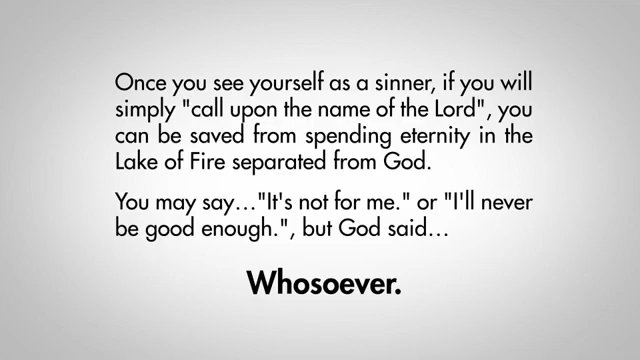 Once you see yourself as a sinner, if you will
simply "call upon the name of the Lord", you
can be saved from spending eternity in the
Lake of Fire separated from God.
You may say..."It's not for me." or "I'll never
be good enough.", but God said...
Whosoever.